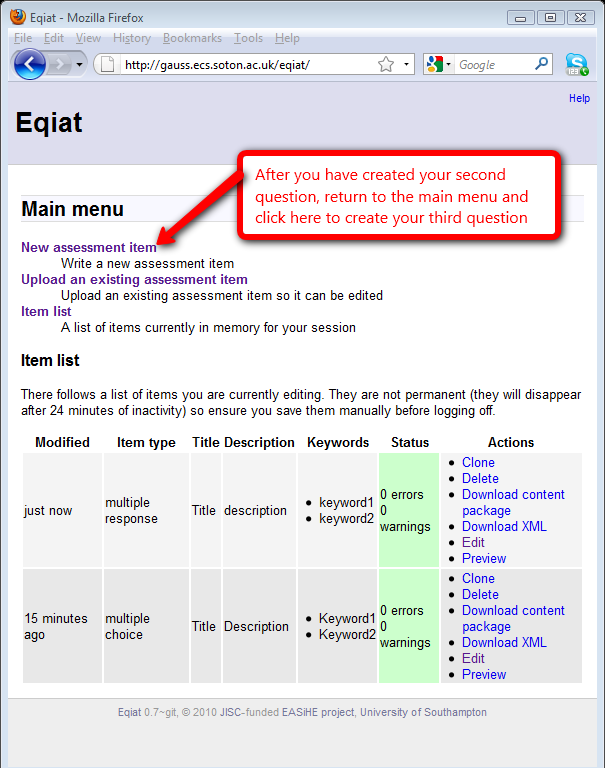 Eqiat - Mozilla Firefox
File Edit View History Bookmarks Tools Help
http://gauss.ecs.soton.ac.uk/eqiat/
Google
Help
Eqiat
After you have created your second
question, return to the main menu and
click here to create your third question
Main menu
New assessment item
Write a new assessment item
Upload an existing assessment item
Upload an existing assessment item so it can be edited
Item list
A list of items currently in memory for your session
Item list
There follows a list of items you are currently editing. They are not permanent (they will disappear
after 24 minutes of inactivity) so ensure you save them manually before logging off.
Modified Item type Title Description Keywords Status Actions
just now
multiple
response
Title
description
keyword1
keyword2
0 errors
0
warnings
Clone
Delete
Download content
package
Download XML
Edit
Preview
15 minutes
ago
multiple
choice
Title
Description
Keyword1
Keyword2
0 errors
0
warnings
Clone
Delete
Download content
package
Download XML
Edit
Preview
Eqiat 0.7~git, © 2010 JISC-funded EASiHE project, University of Southampton